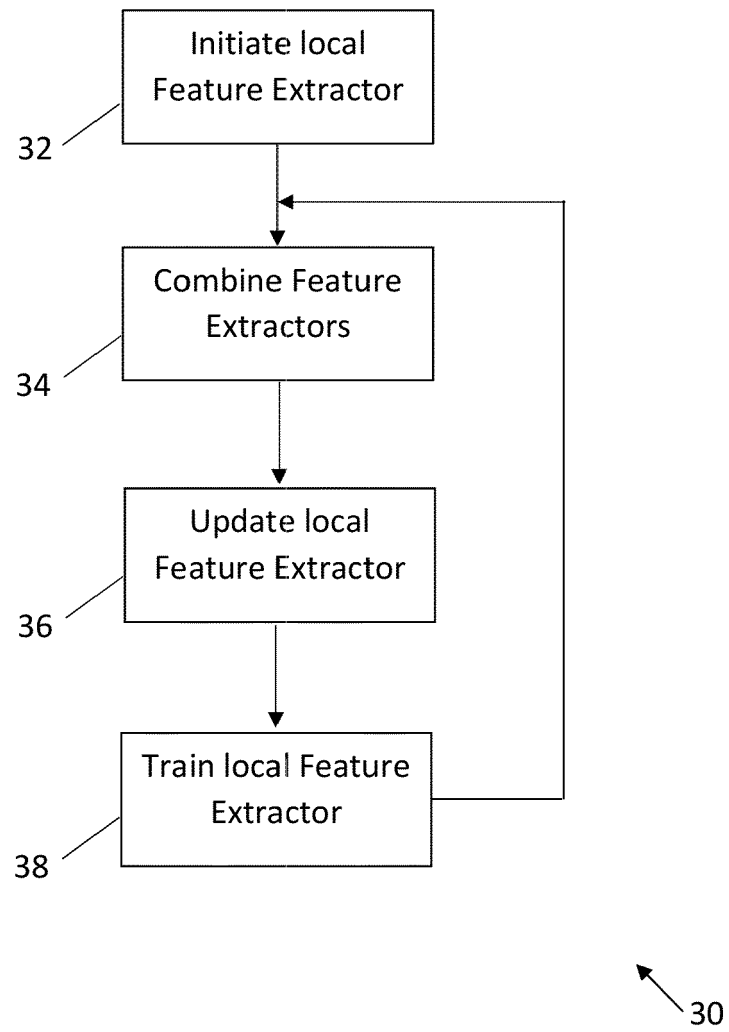 Initiate local
Feature Extractor
32
Combine Feature
Extractors
34
Update local
Feature Extractor
36
Train local Feature
Extractor
38
30